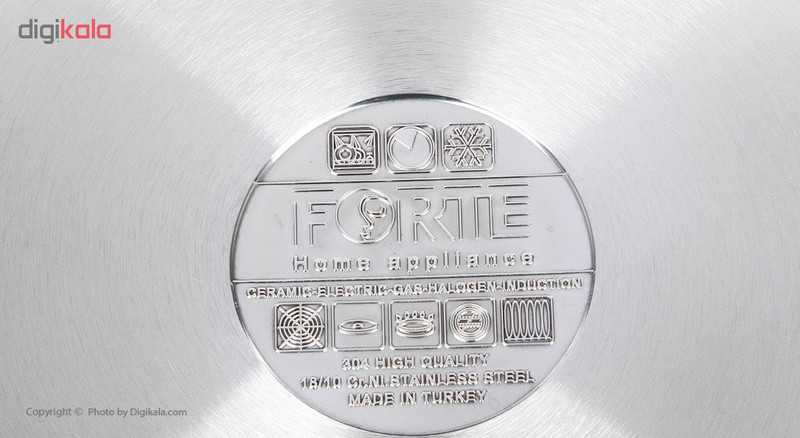 digikala
FORTE
Home appliance
CERAMIC-ELECTRIC-GAS-HALOGEN-INDUCTION
304 HIGH QUALITY
18/10 Cr.NI.STAINLESS STEEL
MADE IN TURKEY
Copyright © Photo by Digikala.com